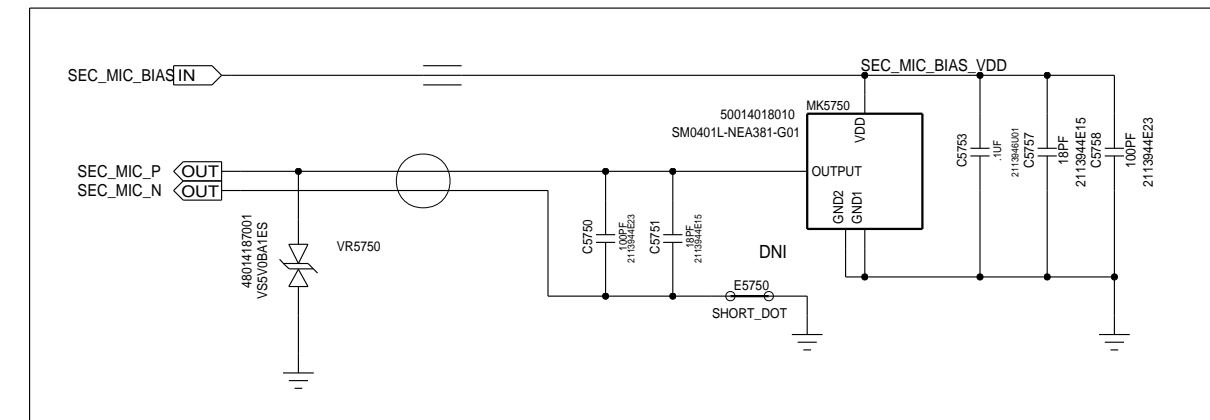 SEC_MIC_BIAS IN
SEC_MIC_BIAS_VDD
50014018010
MK5750
SM0401L-NEA381-G01
VDD
OUTPUT
GND2
GND1
SEC_MIC_P OUT
SEC_MIC_N OUT
48014187001
VS5V0BA1ES
VR5750
C5750
100PF
2113944E23
C5751
18PF
2113944E15
DNI
E5750
SHORT_DOT
C5753
.1UF
2113946U01
C5757
18PF
2113944E15
C5758
100PF
2113944E23